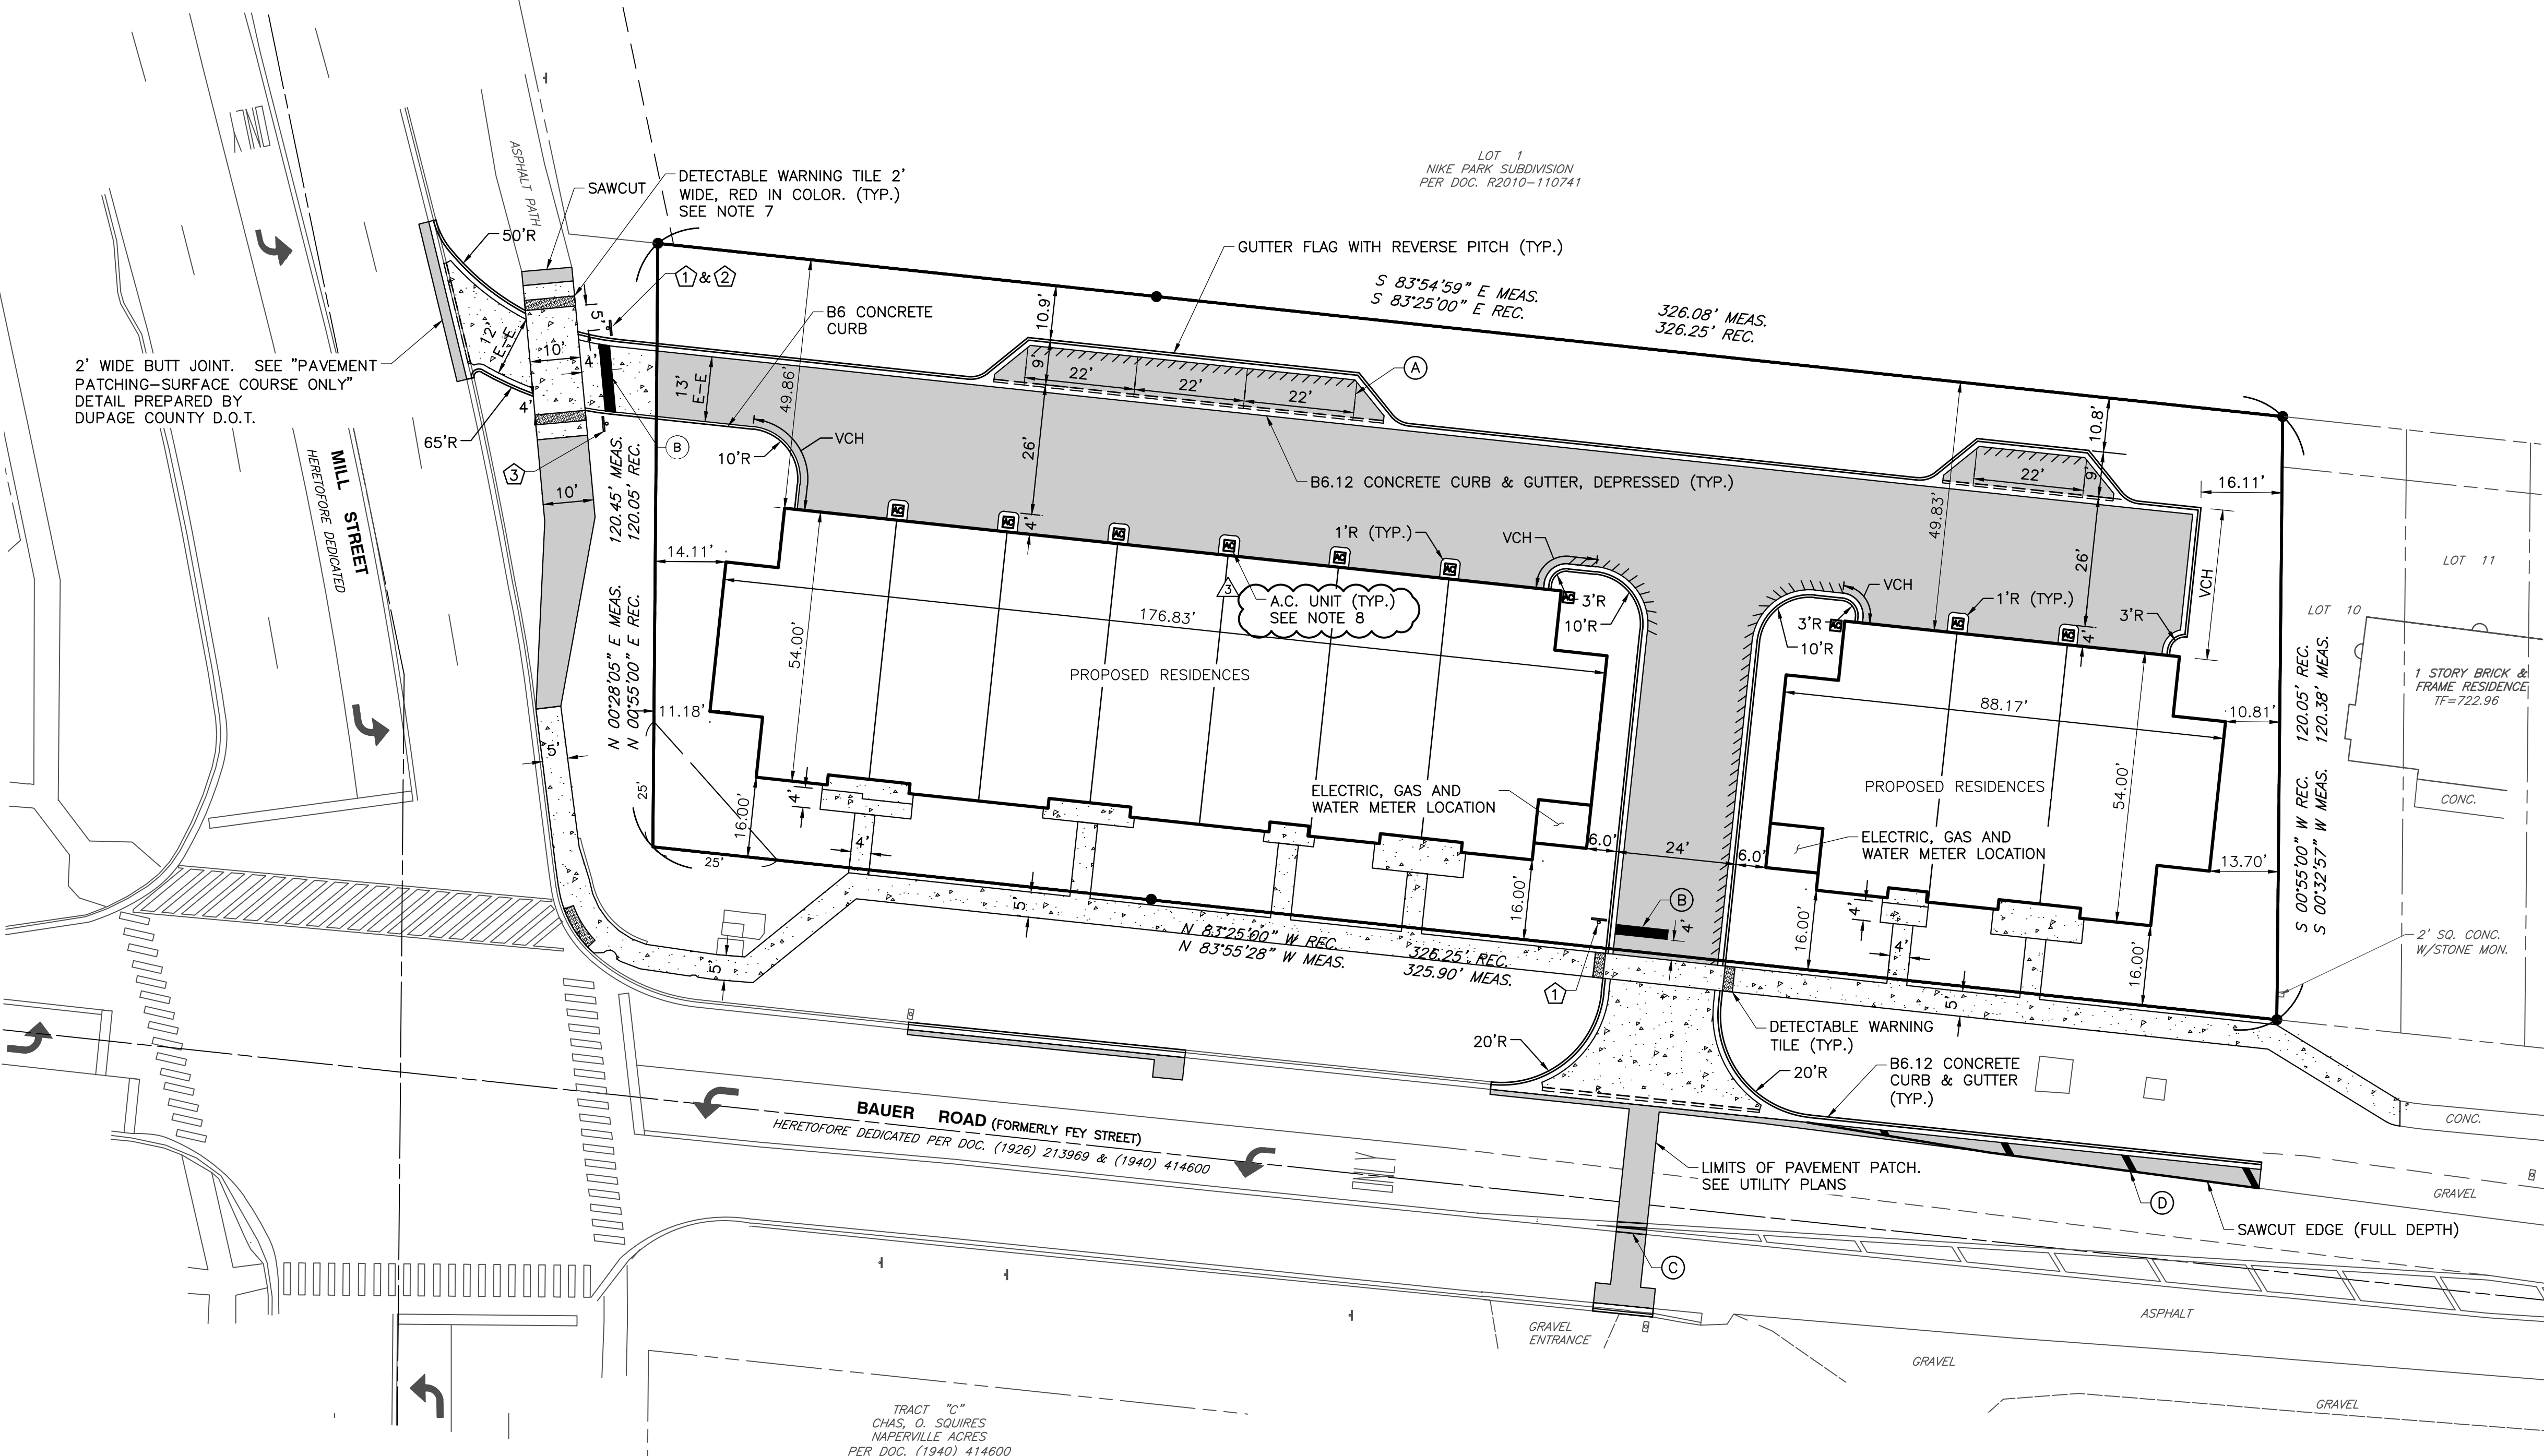 LOT 1
NIKE PARK SUBDIVISION
PER DOC. R2010-110741
ONLY
ASPHALT PATH
SAWCUT
DETECTABLE WARNING TILE 2'
WIDE, RED IN COLOR. (TYP.)
SEE NOTE 7
50'R
1 & 2
GUTTER FLAG WITH REVERSE PITCH (TYP.)
S 83°54'59" E MEAS.
S 83°25'00" E REC.
326.08' MEAS.
326.25' REC.
B6 CONCRETE
CURB
10.9'
5'
12'
E-E
10'
4'
4'
2' WIDE BUTT JOINT. SEE "PAVEMENT
PATCHING-SURFACE COURSE ONLY"
DETAIL PREPARED BY
DUPAGE COUNTY D.O.T.
13'
E-E
49.86'
9'
22'
22'
22'
A
65'R
3
B
10'R
VCH
26'
B6.12 CONCRETE CURB & GUTTER, DEPRESSED (TYP.)
49.83'
22'
9'
10.8'
16.11'
MILL STREET
HERETOFORE DEDICATED
10'
120.45' MEAS.
120.05' REC.
N 00°28'05" E MEAS.
N 00°55'00" E REC.
14.11'
AC
AC
AC
AC
AC
AC
AC
4'
1'R (TYP.)
VCH
3
A.C. UNIT (TYP.)
SEE NOTE 8
3'R
10'R
VCH
3'R
10'R
AC
AC
AC
1'R (TYP.)
4'
3'R
26'
VCH
LOT 11
LOT 10
1 STORY BRICK &
FRAME RESIDENCE
TF=722.96
CONC.
176.83'
54.00'
PROPOSED RESIDENCES
88.17'
54.00'
PROPOSED RESIDENCES
10.81'
13.70'
120.05' REC.
120.38' MEAS.
S 00°55'00" W REC.
S 00°32'57" W MEAS.
2' SQ. CONC.
W/STONE MON.
11.18'
5'
25'
25'
16.00'
4'
4'
ELECTRIC, GAS AND
WATER METER LOCATION
6.0'
24'
6.0'
ELECTRIC, GAS AND
WATER METER LOCATION
5'
5'
16.00'
B
4'
16.00'
4'
4'
16.00'
5'
N 83°25'00" W REC.
N 83°55'28" W MEAS.
326.25' REC.
325.90' MEAS.
1
DETECTABLE WARNING
TILE (TYP.)
20'R
20'R
B6.12 CONCRETE
CURB & GUTTER
(TYP.)
CONC.
BAUER ROAD (FORMERLY FEY STREET)
HERETOFORE DEDICATED PER DOC. (1926) 213969 & (1940) 414600
LIMITS OF PAVEMENT PATCH.
SEE UTILITY PLANS
D
GRAVEL
SAWCUT EDGE (FULL DEPTH)
C
ASPHALT
GRAVEL
ENTRANCE
GRAVEL
GRAVEL
TRACT "C"
CHAS, O. SQUIRES
NAPERVILLE ACRES
PER DOC. (1940) 414600